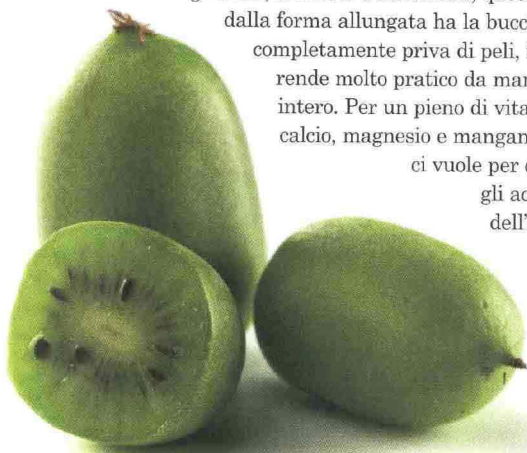 dalla forma allungata ha la bucc
completamente priva di peli,
rende molto pratico da mar
intero. Per un pieno di vita
calcio, magnesio e mangan
ci vuole per
gli ac
dell'